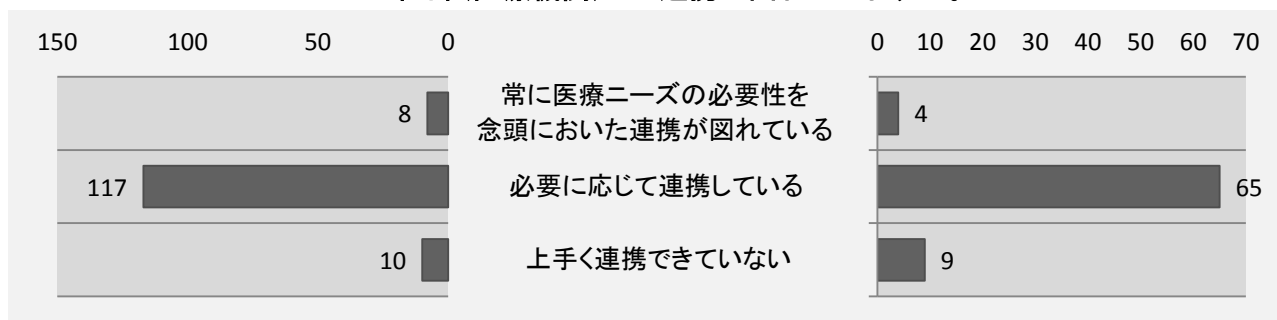 150 100 50 0
0 10 20 30 40 50 60 70
8
常に医療ニーズの必要性を
念頭においた連携が図れている
4
117
必要に応じて連携している
65
10
上手く連携できていない
9